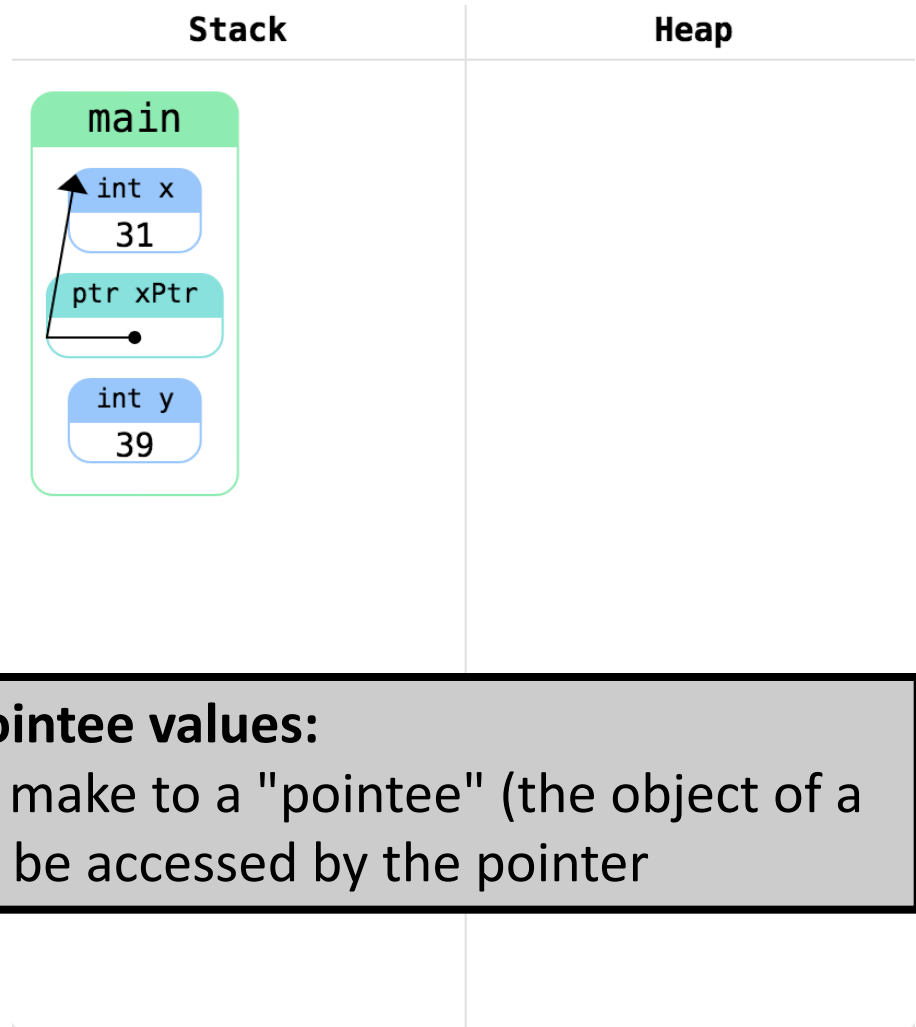 Stack
Heap
main
int x
31
ptr xPtr
int y
39
ointee values:
make to a "pointee" (the object of a
be accessed by the pointer